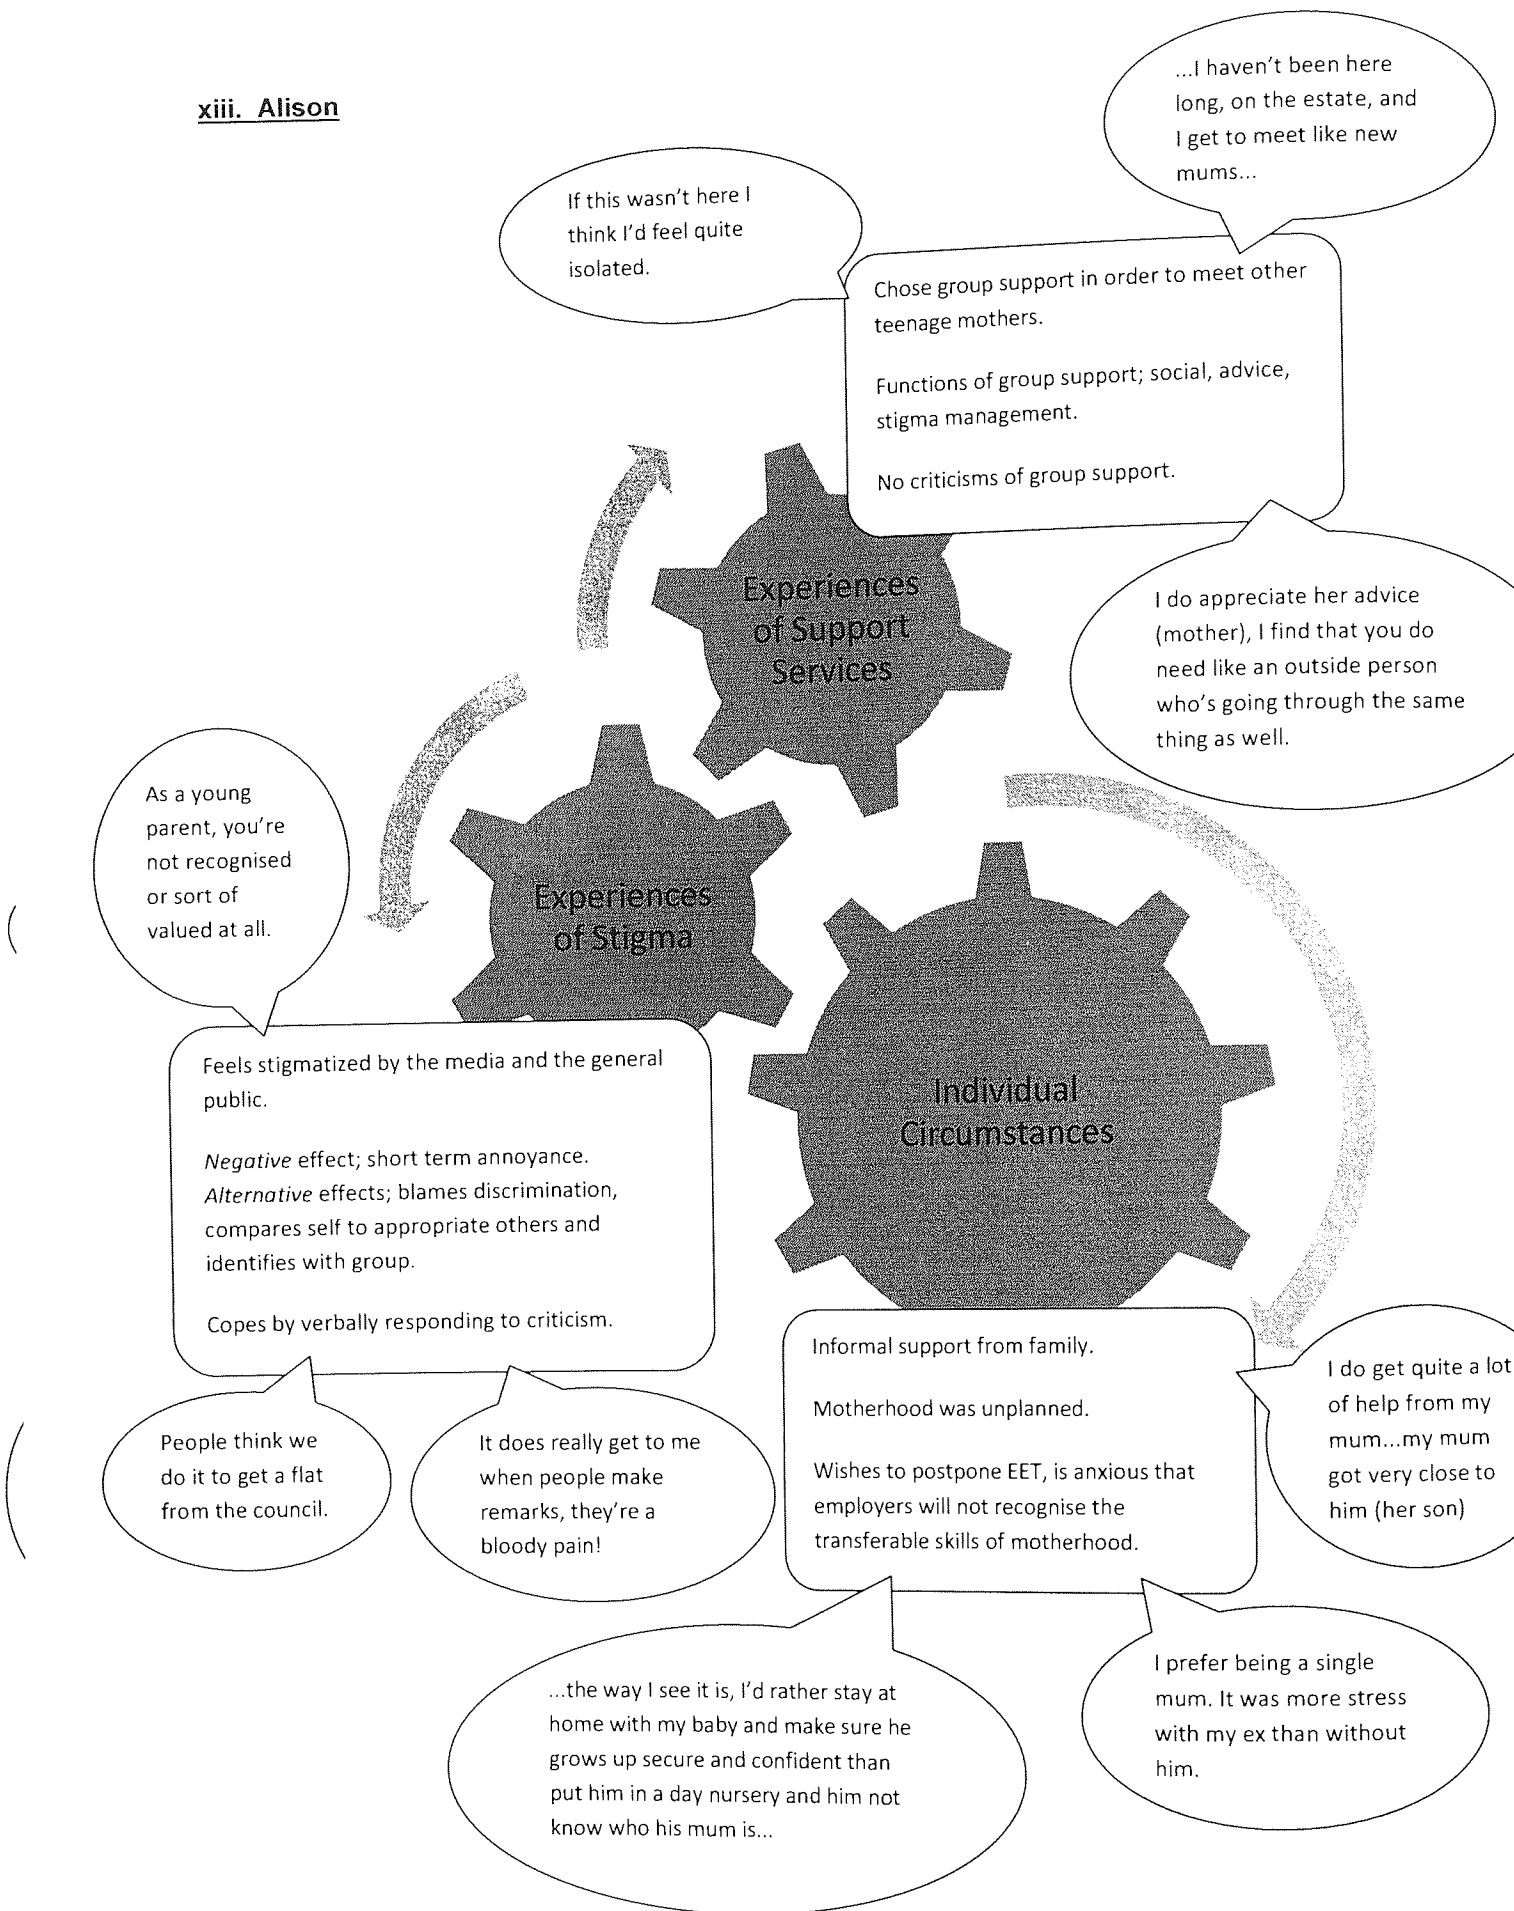 xiii. Alison
...I haven't been here
long, on the estate, and
I get to meet like new
mums...
If this wasn't here I
think I'd feel quite
isolated.
Chose group support in order to meet other
teenage mothers.
Functions of group support; social, advice,
stigma management.
No criticisms of group support.
Experiences
of Support
Services
I do appreciate her advice
(mother), I find that you do
need like an outside person
who's going through the same
thing as well.
As a young
parent, you're
not recognised
or sort of
valued at all.
Experiences
of Stigma
Feels stigmatized by the media and the general
public.
Negative effect; short term annoyance.
Alternative effects; blames discrimination,
compares self to appropriate others and
identifies with group.
Copes by verbally responding to criticism.
People think we
do it to get a flat
from the council.
It does really get to me
when people make
remarks, they're a
bloody pain!
Individual
Circumstances
Informal support from family.
Motherhood was unplanned.
Wishes to postpone EET, is anxious that
employers will not recognise the
transferable skills of motherhood.
I do get quite a lot
of help from my
mum...my mum
got very close to
him (her son)
...the way I see it is, I'd rather stay at
home with my baby and make sure he
grows up secure and confident than
put him in a day nursery and him not
know who his mum is...
I prefer being a single
mum. It was more stress
with my ex than without
him.